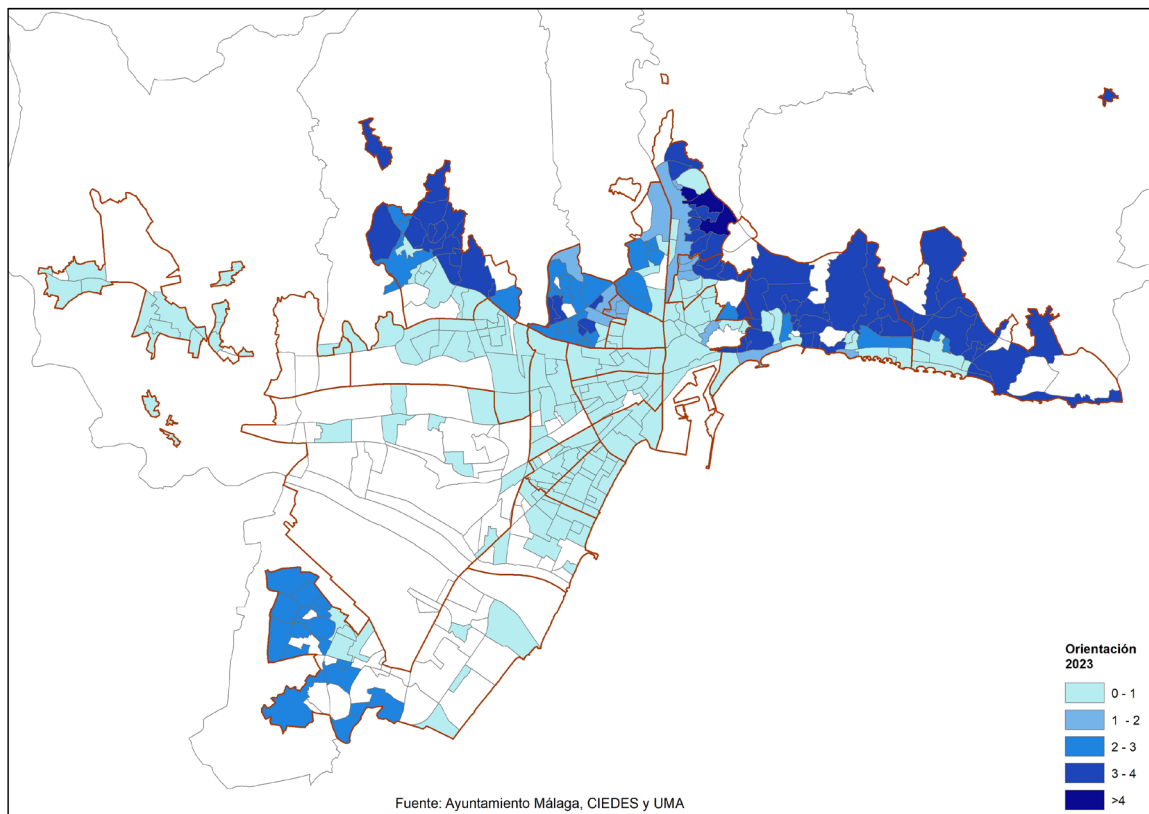 Orientación
2023
0 - 1
1 - 2
2 - 3
3 - 4
>4
Fuente: Ayuntamiento Málaga, CIEDES y UMA